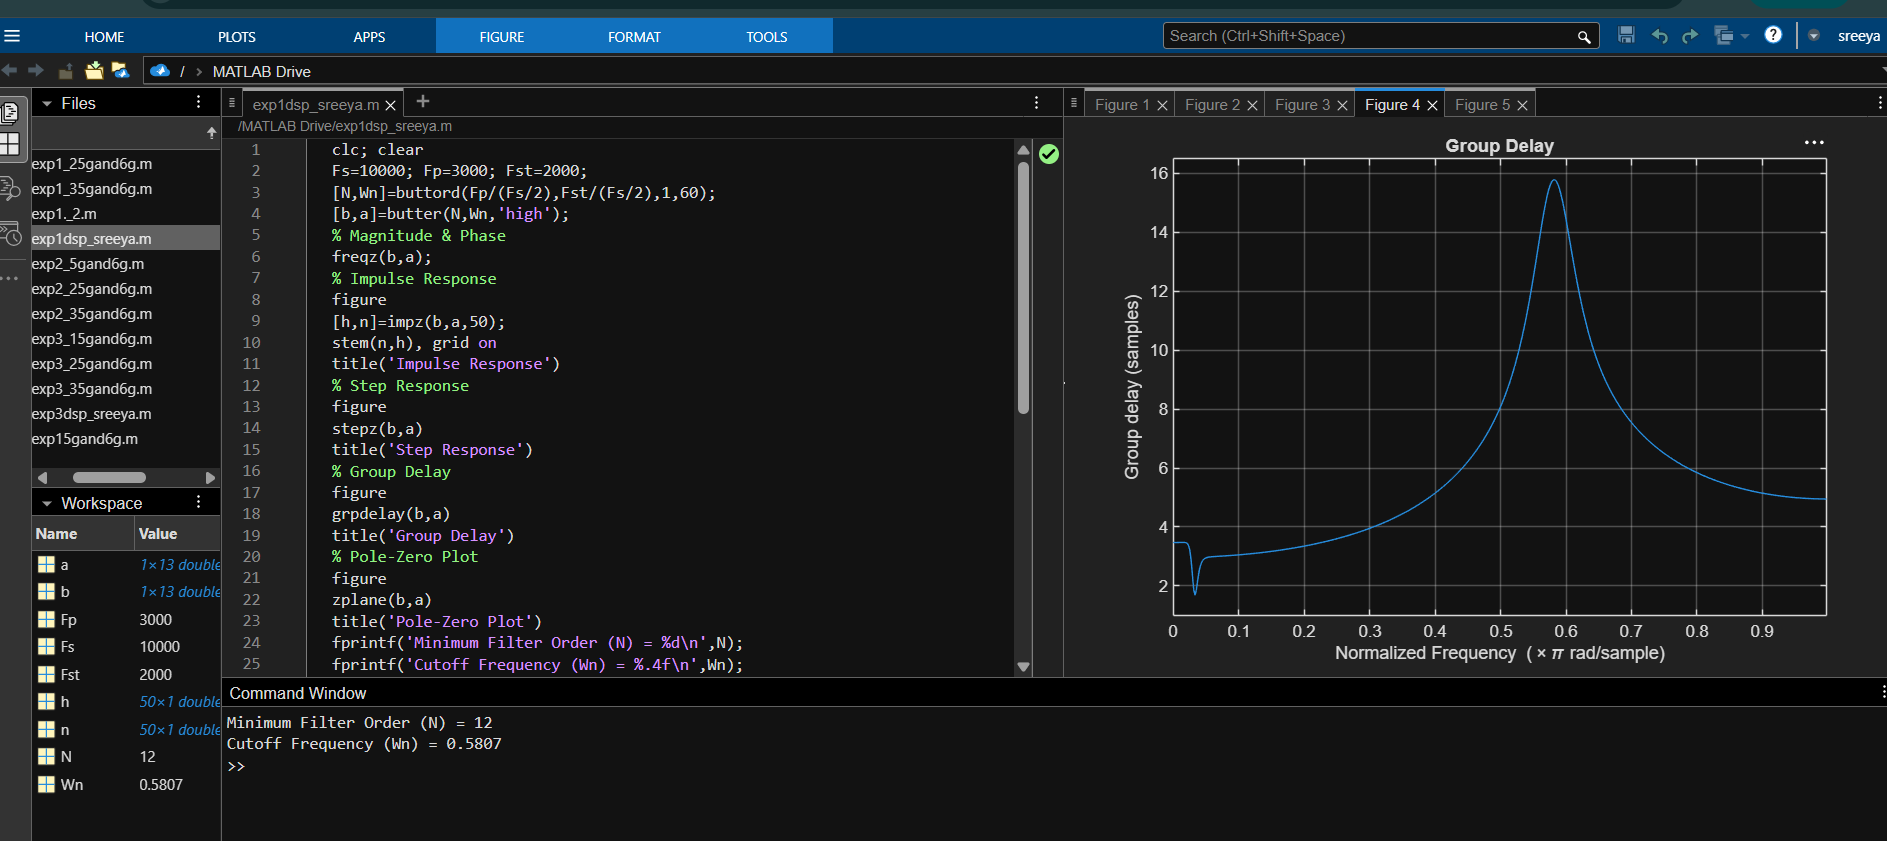 HOME PLOTS APPS FIGURE FORMAT TOOLS Search (Ctrl+Shift+Space) ? sreeya
/ > MATLAB Drive
Files
exp1_25gand6g.m
exp1_35gand6g.m
exp1._2.m
exp1dsp_sreeya.m
exp2_5gand6g.m
exp2_25gand6g.m
exp2_35gand6g.m
exp3_15gand6g.m
exp3_25gand6g.m
exp3_35gand6g.m
exp3dsp_sreeya.m
exp15gand6g.m
Workspace
Name Value
a 1×13 double
b 1×13 double
Fp 3000
Fs 10000
Fst 2000
h 50×1 double
n 50×1 double
N 12
Wn 0.5807
exp1dsp_sreeya.m × +
/MATLAB Drive/exp1dsp_sreeya.m
1 clc; clear
2 Fs=10000; Fp=3000; Fst=2000;
3 [N,Wn]=buttord(Fp/(Fs/2),Fst/(Fs/2),1,60);
4 [b,a]=butter(N,Wn,'high');
5 % Magnitude & Phase
6 freqz(b,a);
7 % Impulse Response
8 figure
9 [h,n]=impz(b,a,50);
10 stem(n,h), grid on
11 title('Impulse Response')
12 % Step Response
13 figure
14 stepz(b,a)
15 title('Step Response')
16 % Group Delay
17 figure
18 grpdelay(b,a)
19 title('Group Delay')
20 % Pole-Zero Plot
21 figure
22 zplane(b,a)
23 title('Pole-Zero Plot')
24 fprintf('Minimum Filter Order (N) = %d\n',N);
25 fprintf('Cutoff Frequency (Wn) = %.4f\n',Wn);
Figure 1 × Figure 2 × Figure 3 × Figure 4 × Figure 5 ×
Group Delay
Group delay (samples)
16
14
12
10
8
6
4
2
0 0.1 0.2 0.3 0.4 0.5 0.6 0.7 0.8 0.9
Normalized Frequency (×π rad/sample)
Command Window
Minimum Filter Order (N) = 12
Cutoff Frequency (Wn) = 0.5807
>>